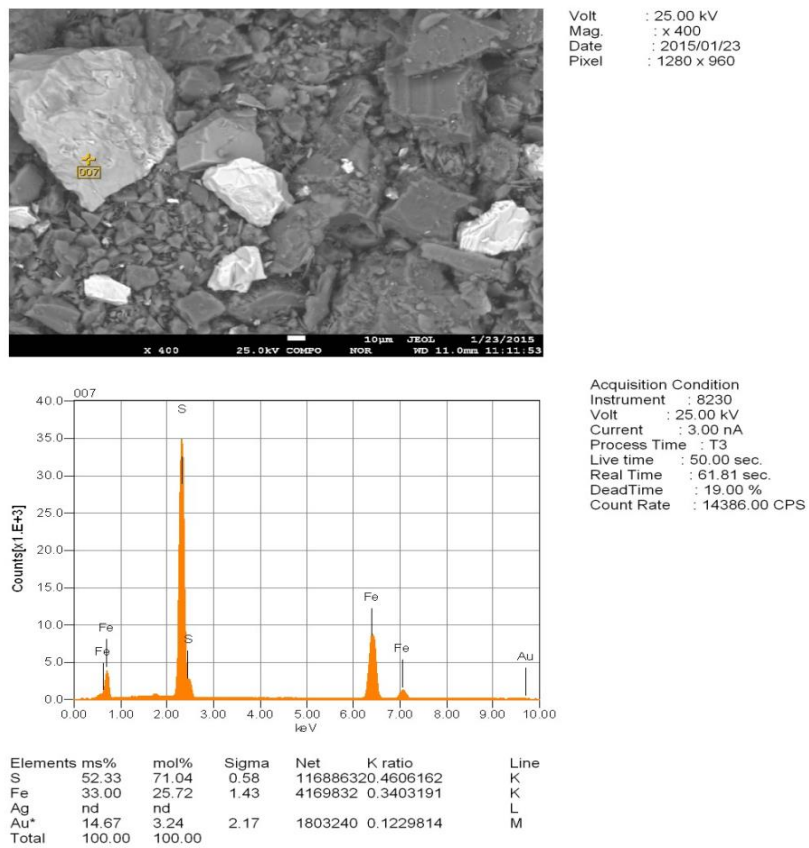 Volt : 25.00 kV
Mag. : x 400
Date : 2015/01/23
Pixel : 1280 x 960
007
10µm JEOL 1/23/2015
X 400 25.0kV COMPO NOR WD 11.0mm 11:11:53
Acquisition Condition
Instrument : 8230
Volt : 25.00 kV
Current : 3.00 nA
Process Time : T3
Live time : 50.00 sec.
Real Time : 61.81 sec.
DeadTime : 19.00 %
Count Rate : 14386.00 CPS
007
Counts[x1.E+3]
40.0
35.0
30.0
25.0
20.0
15.0
10.0
5.0
0.0
S
Fe
Fe
S
Fe
Fe
Au
0.00 1.00 2.00 3.00 4.00 5.00 6.00 7.00 8.00 9.00 10.00
keV
Elements ms% mol% Sigma Net K ratio Line
S 52.33 71.04 0.58 11688632 0.4606162 K
Fe 33.00 25.72 1.43 4169832 0.3403191 K
Ag nd nd L
Au* 14.67 3.24 2.17 1803240 0.1229814 M
Total 100.00 100.00